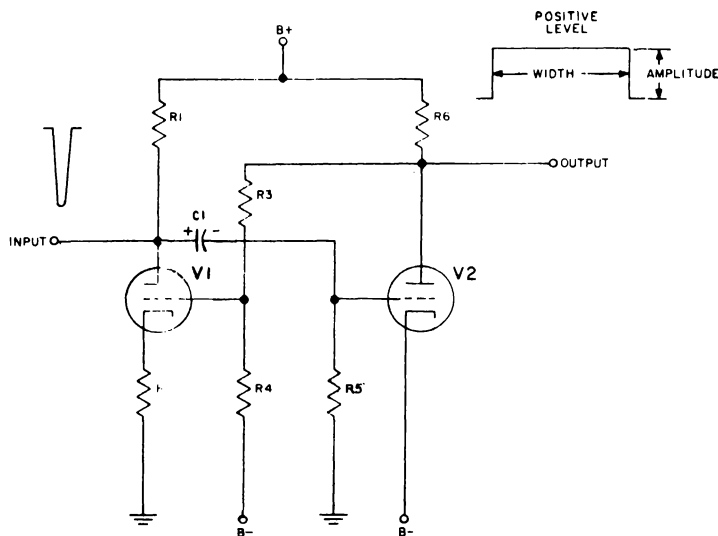 B+
POSITIVE
LEVEL
WIDTH
AMPLITUDE
R1
R6
OUTPUT
R3
C1
+ -
INPUT
V1
V2
R4
R5
B-
B-